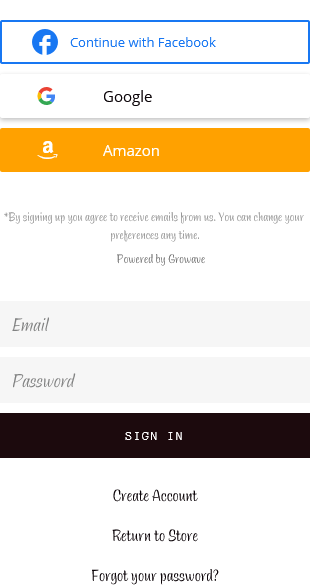 Continue with Facebook
Google
Amazon
*By signing up you agree to receive emails from us. You can change your
preferences any time.
Powered by Growave
Email
Password
SIGN IN
Create Account
Return to Store
Forgot your password?